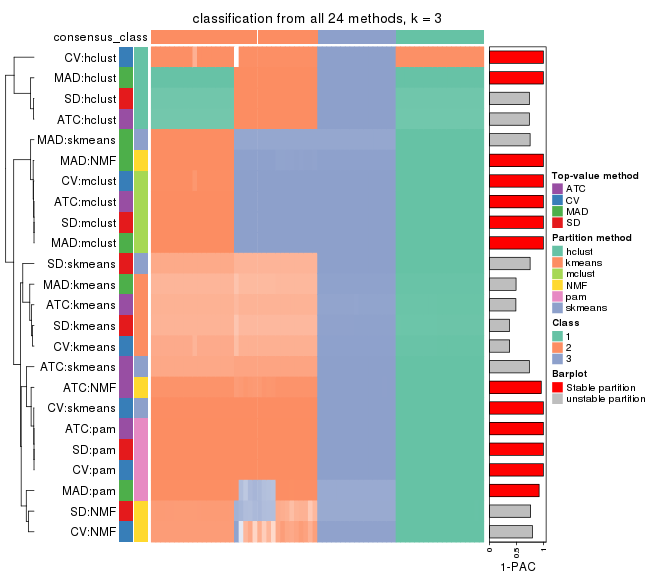 classification from all 24 methods, k = 3
consensus_class
CV:hclust
MAD:hclust
SD:hclust
ATC:hclust
MAD:skmeans
MAD:NMF
CV:mclust
ATC:mclust
SD:mclust
MAD:mclust
SD:skmeans
MAD:kmeans
ATC:kmeans
SD:kmeans
CV:kmeans
ATC:skmeans
ATC:NMF
CV:skmeans
ATC:pam
SD:pam
CV:pam
MAD:pam
SD:NMF
CV:NMF
0
0.5
1
1-PAC
Top-value method
ATC
CV
MAD
SD
Partition method
hclust
kmeans
mclust
NMF
pam
skmeans
Class
1
2
3
Barplot
Stable partition
unstable partition